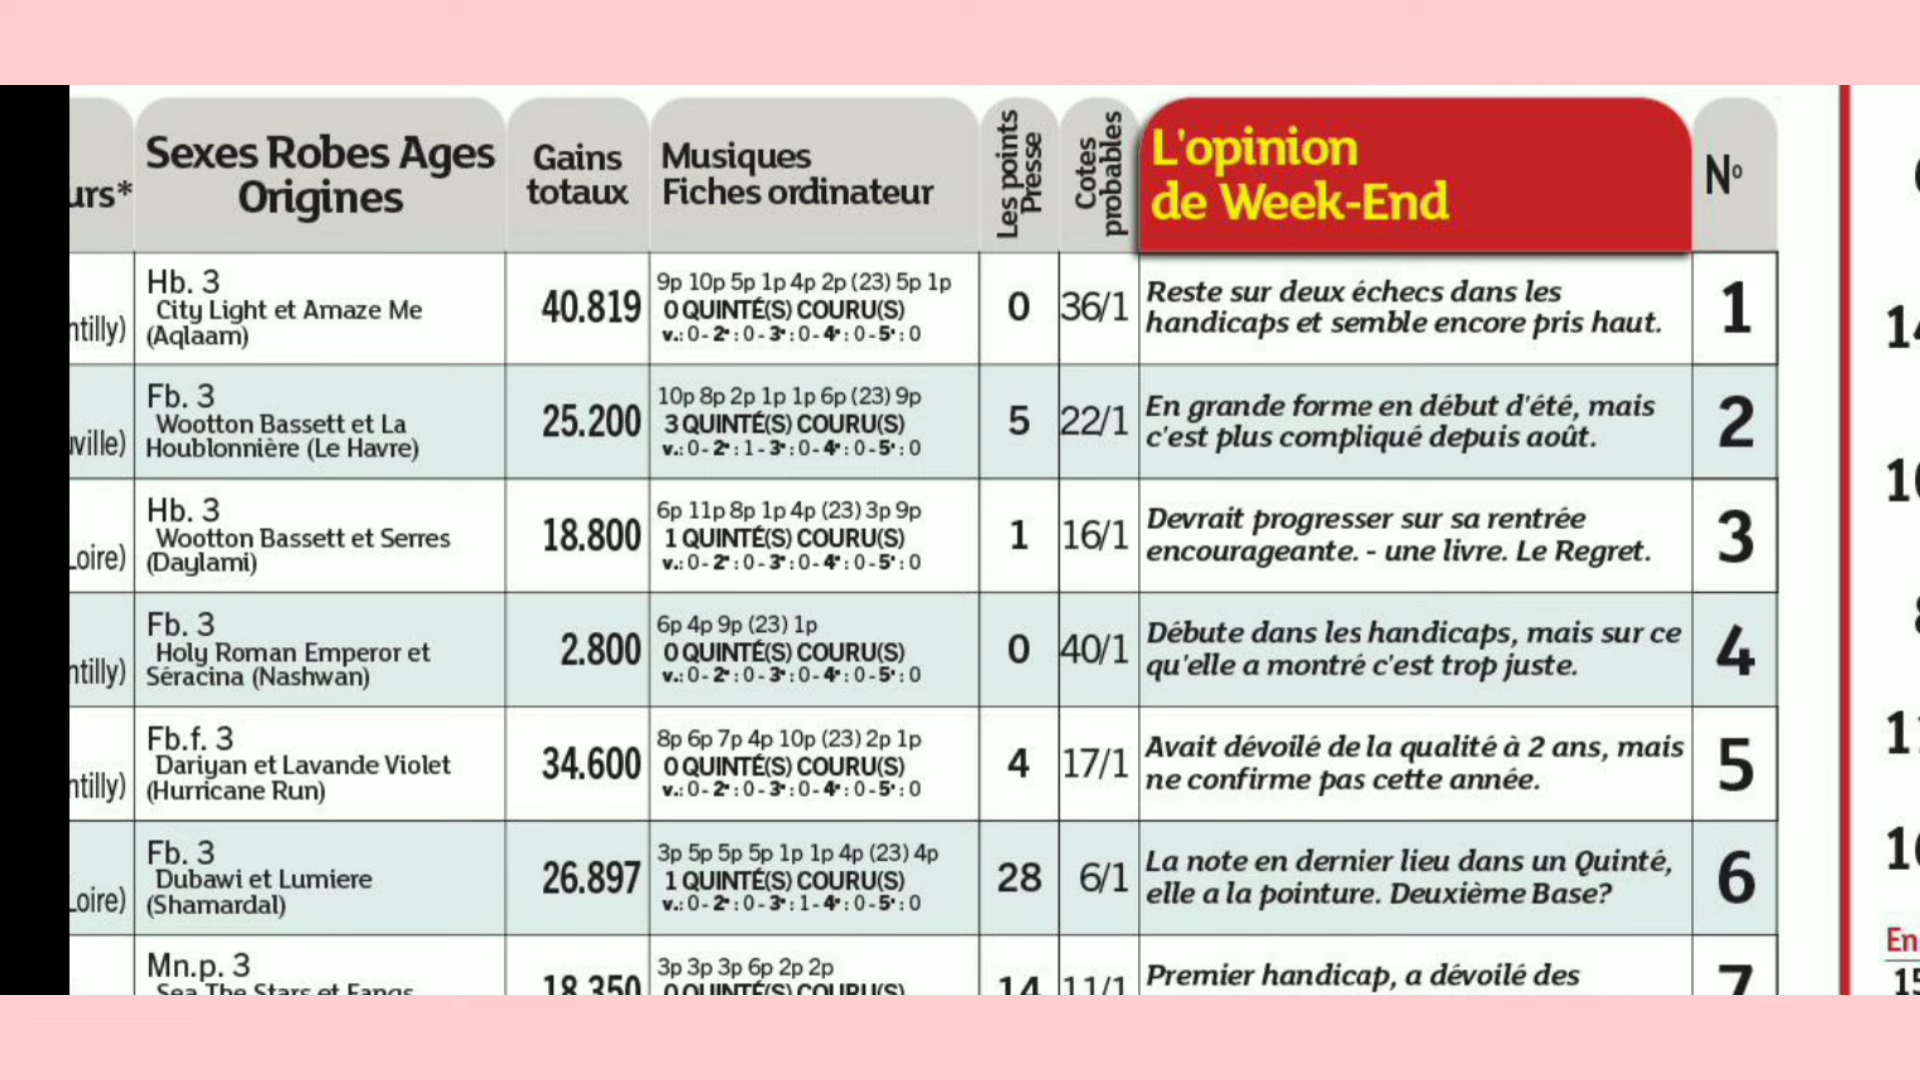 urs*
Sexes Robes Ages
Origines
Gains
totaux
Musiques
Fiches ordinateur
Les points
Presse
Cotes
probables
L'opinion
de Week-End
N°
ntilly)
Hb. 3
City Light et Amaze Me
(Aqlaam)
40.819
9p 10p 5p 1p 4p 2p (23) 5p 1p
0 QUINTÉ(S) COURU(S)
v.: 0 - 2e : 0 - 3e : 0 - 4e : 0 - 5e : 0
0
36/1
Reste sur deux échecs dans les
handicaps et semble encore pris haut.
1
ville)
Fb. 3
Wootton Bassett et La
Houblonnière (Le Havre)
25.200
10p 8p 2p 1p 1p 6p (23) 9p
3 QUINTÉ(S) COURU(S)
v.: 0 - 2e : 1 - 3e : 0 - 4e : 0 - 5e : 0
5
22/1
En grande forme en début d'été, mais
c'est plus compliqué depuis août.
2
Loire)
Hb. 3
Wootton Bassett et Serres
(Daylami)
18.800
6p 11p 8p 1p 4p (23) 3p 9p
1 QUINTÉ(S) COURU(S)
v.: 0 - 2e : 0 - 3e : 0 - 4e : 0 - 5e : 0
1
16/1
Devrait progresser sur sa rentrée
encourageante. - une livre. Le Regret.
3
ntilly)
Fb. 3
Holy Roman Emperor et
Séracina (Nashwan)
2.800
6p 4p 9p (23) 1p
0 QUINTÉ(S) COURU(S)
v.: 0 - 2e : 0 - 3e : 0 - 4e : 0 - 5e : 0
0
40/1
Débute dans les handicaps, mais sur ce
qu'elle a montré c'est trop juste.
4
ntilly)
Fb.f. 3
Dariyan et Lavande Violet
(Hurricane Run)
34.600
8p 6p 7p 4p 10p (23) 2p 1p
0 QUINTÉ(S) COURU(S)
v.: 0 - 2e : 0 - 3e : 0 - 4e : 0 - 5e : 0
4
17/1
Avait dévoilé de la qualité à 2 ans, mais
ne confirme pas cette année.
5
Loire)
Fb. 3
Dubawi et Lumiere
(Shamardal)
26.897
3p 5p 5p 5p 1p 1p 4p (23) 4p
1 QUINTÉ(S) COURU(S)
v.: 0 - 2e : 0 - 3e : 1 - 4e : 0 - 5e : 0
28
6/1
La note en dernier lieu dans un Quinté,
elle a la pointure. Deuxième Base?
6
Mn.p. 3
Sea The Stars et Fangs
18.350
3p 3p 3p 6p 2p 2p
0 QUINTÉ(S) COURU(S)
14
11/1
Premier handicap, a dévoilé des
7
14
En
15